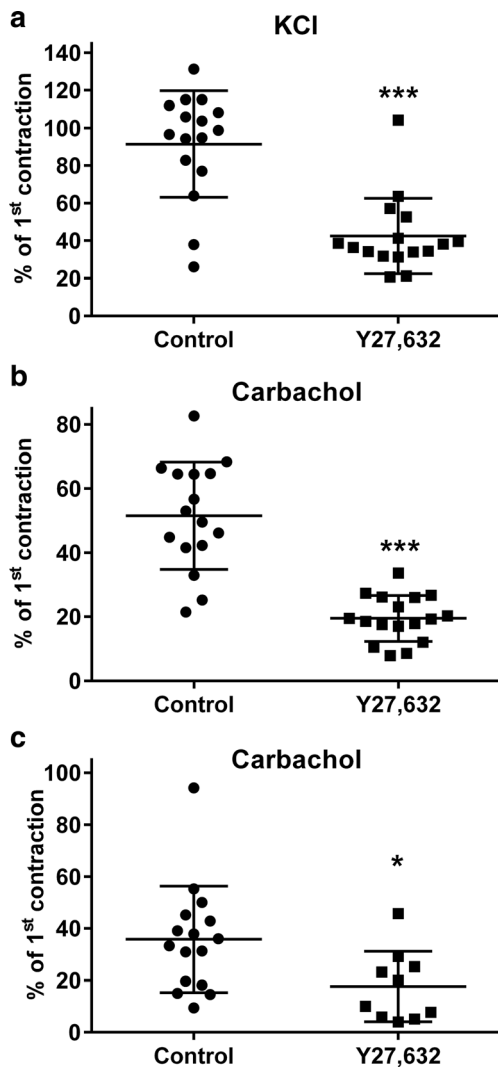 a
KCl
% of 1st contraction
140
120
100
80
60
40
20
0
***
Control Y27,632
b
Carbachol
% of 1st contraction
80
60
40
20
0
***
Control Y27,632
c
Carbachol
% of 1st contraction
100
80
60
40
20
0
*
Control Y27,632